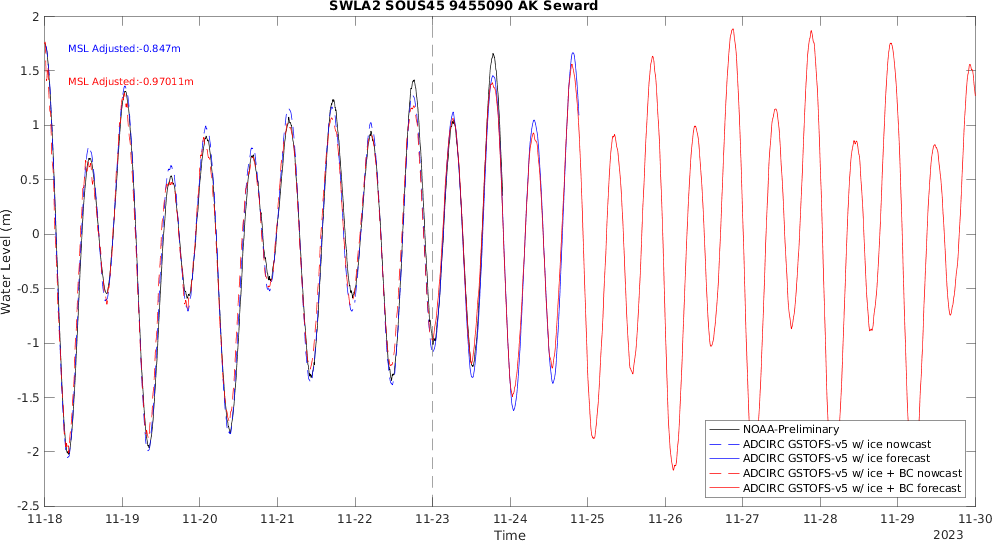 SWLA2 SOUS45 9455090 AK Seward
MSL Adjusted:-0.847m
MSL Adjusted:-0.97011m
Water Level (m)
2
1.5
1
0.5
0
-0.5
-1
-1.5
-2
-2.5
NOAA-Preliminary
ADCIRC GSTOFS-v5 w/ ice nowcast
ADCIRC GSTOFS-v5 w/ ice forecast
ADCIRC GSTOFS-v5 w/ ice + BC nowcast
ADCIRC GSTOFS-v5 w/ ice + BC forecast
11-18 11-19 11-20 11-21 11-22 11-23 11-24 11-25 11-26 11-27 11-28 11-29 11-30
Time
2023